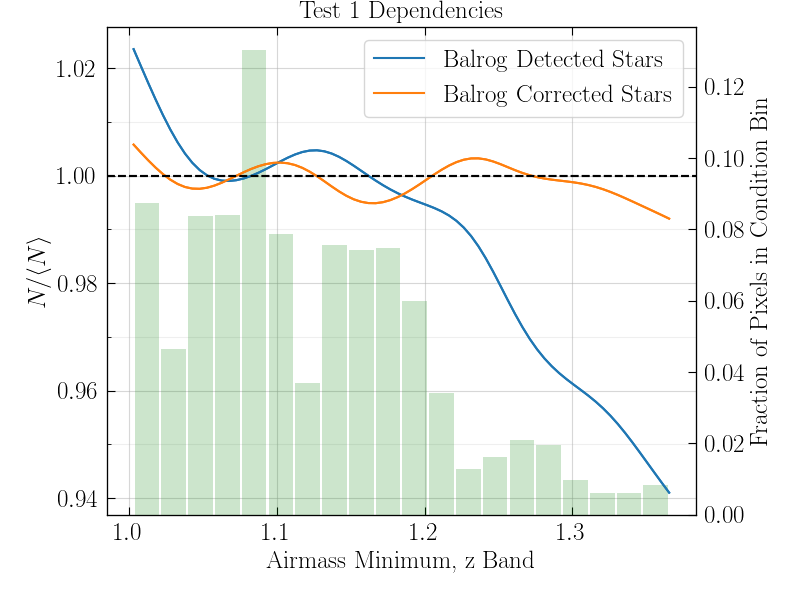 Test 1 Dependencies
Balrog Detected Stars
Balrog Corrected Stars
N/⟨N⟩
1.02
1.00
0.98
0.96
0.94
0.12
0.10
0.08
0.06
0.04
0.02
0.00
Fraction of Pixels in Condition Bin
1.0 1.1 1.2 1.3
Airmass Minimum, z Band